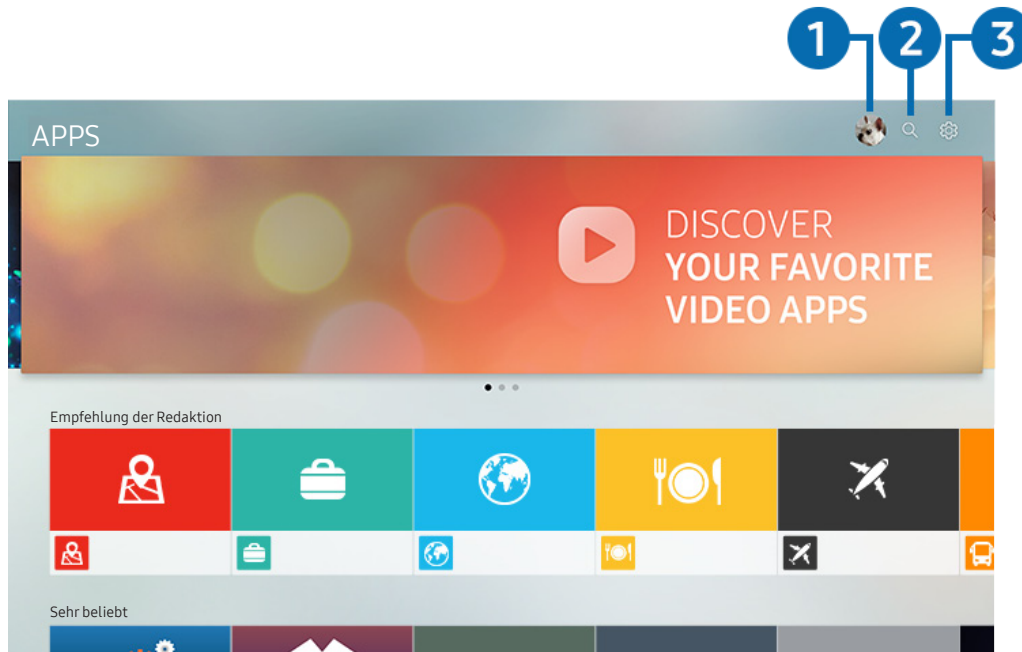 1 2 3
APPS
DISCOVER
YOUR FAVORITE
VIDEO APPS
Empfehlung der Redaktion
Sehr beliebt